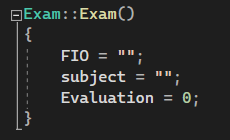 Exam::Exam()
{
FIO = "";
subject = "";
Evaluation = 0;
}